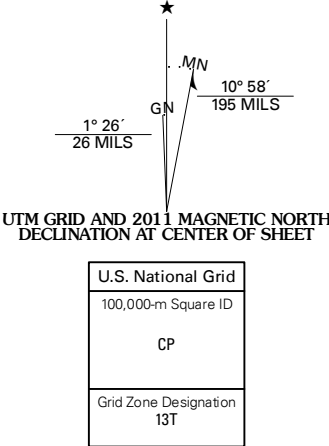 MN
GN
10° 58´
195 MILS
1° 26´
26 MILS
UTM GRID AND 2011 MAGNETIC NORTH
DECLINATION AT CENTER OF SHEET
U.S. National Grid
100,000-m Square ID
CP
Grid Zone Designation
13T